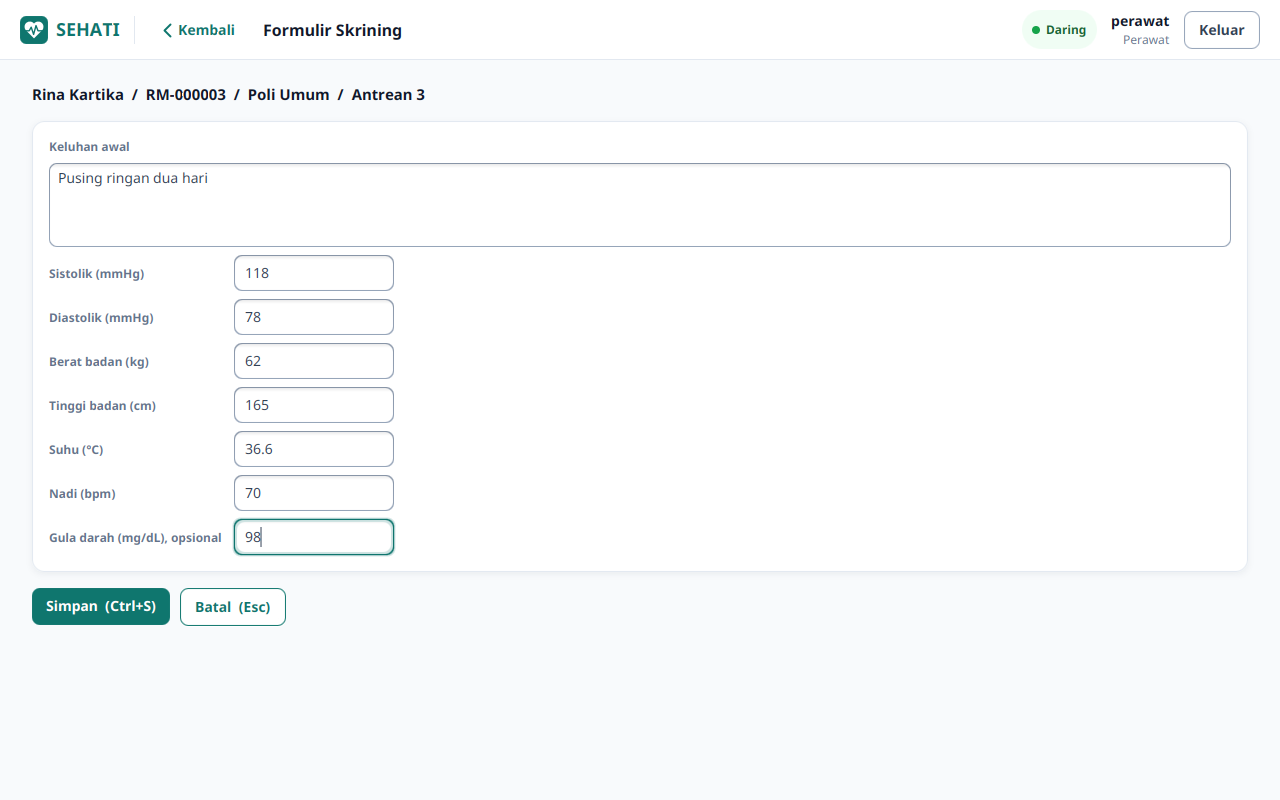 SEHATI
Kembali
Formulir Skrining
Daring
perawat
Perawat
Keluar
Rina Kartika / RM-000003 / Poli Umum / Antrean 3
Keluhan awal
Pusing ringan dua hari
Sistolik (mmHg) 118
Diastolik (mmHg) 78
Berat badan (kg) 62
Tinggi badan (cm) 165
Suhu (°C) 36.6
Nadi (bpm) 70
Gula darah (mg/dL), opsional 98
Simpan (Ctrl+S)
Batal (Esc)